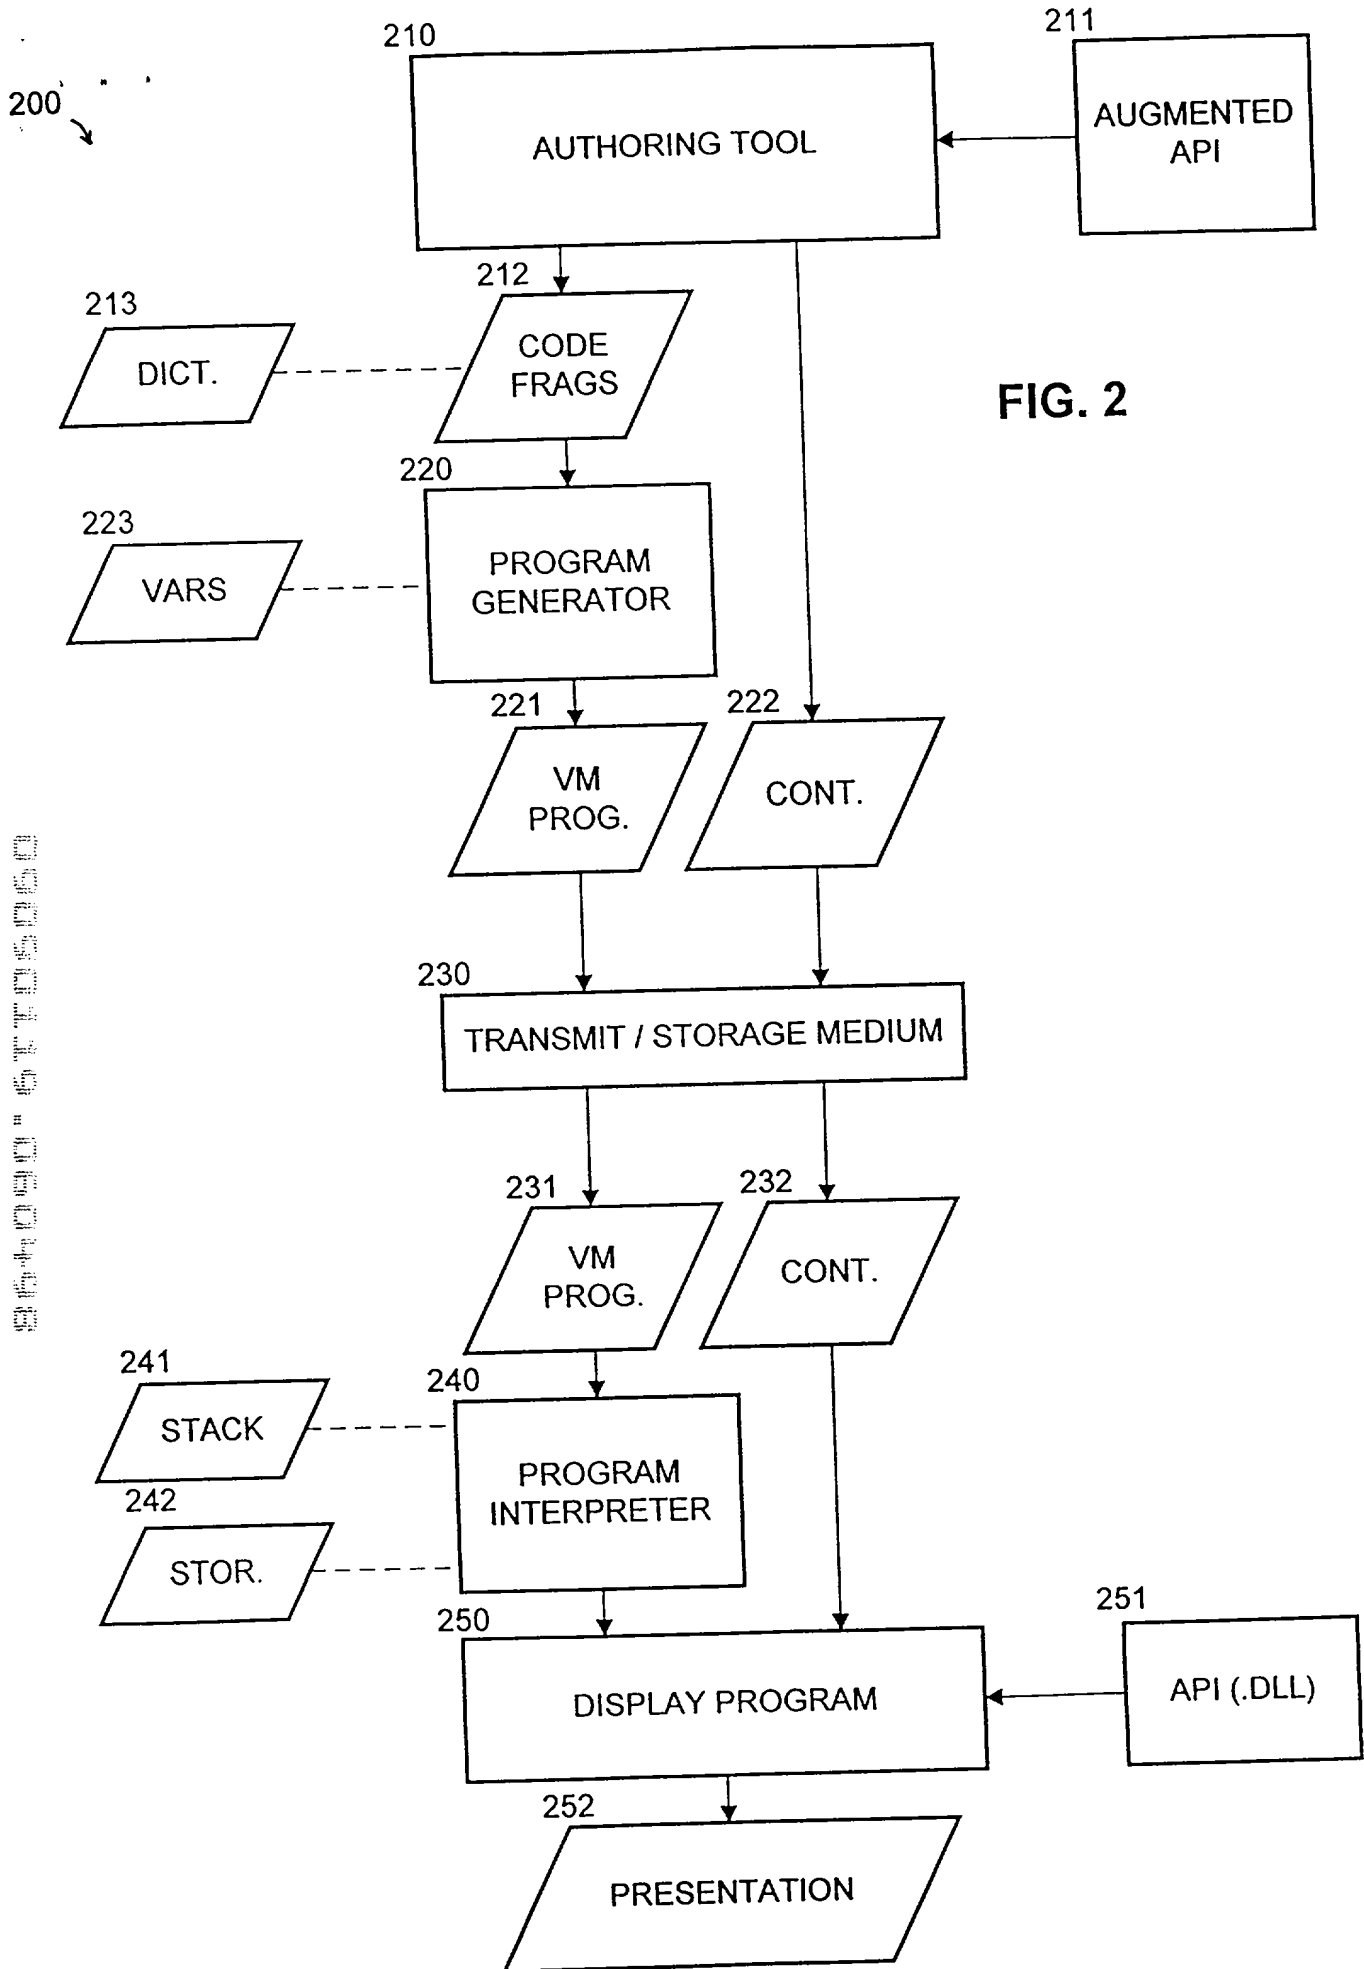 210
211
200
AUTHORING TOOL
AUGMENTED
API
212
213
CODE
FRAGS
DICT.
FIG. 2
220
223
PROGRAM
GENERATOR
VARS
221
222
VM
PROG.
CONT.
230
TRANSMIT / STORAGE MEDIUM
231
232
VM
PROG.
CONT.
241
240
STACK
PROGRAM
INTERPRETER
242
STOR.
250
251
DISPLAY PROGRAM
API (.DLL)
252
PRESENTATION
09090119.060498